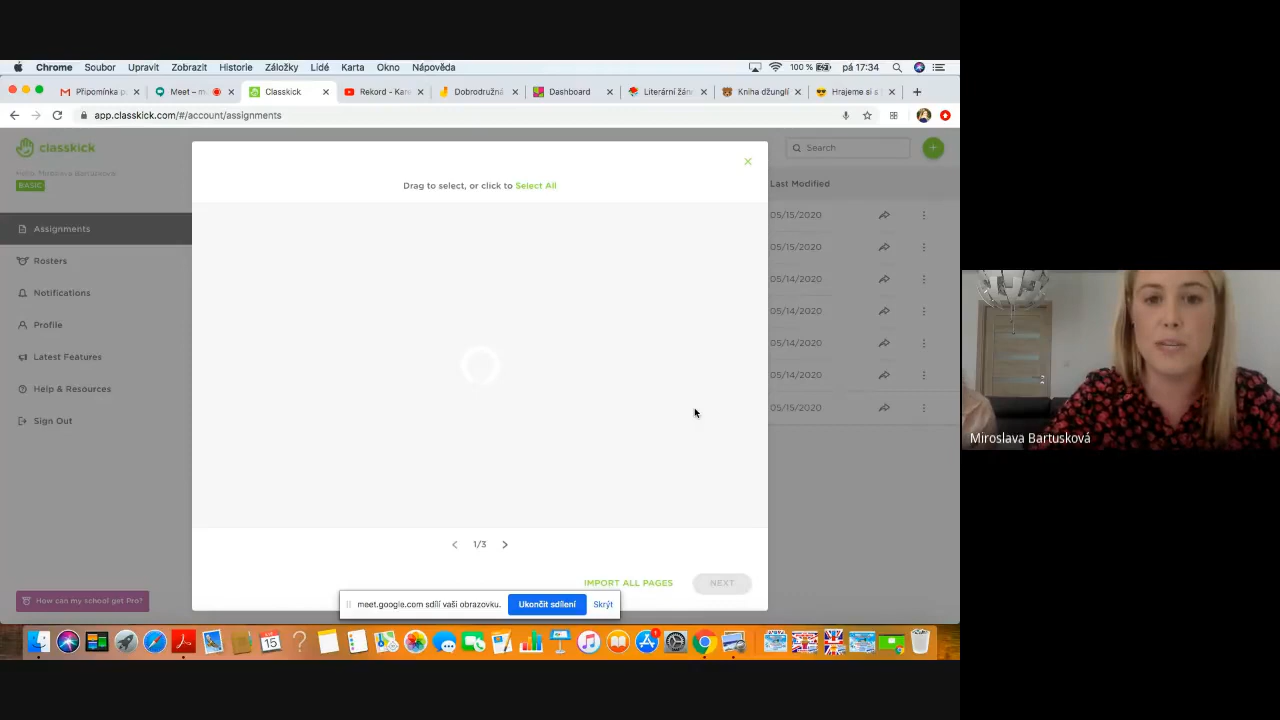 Chrome Soubor Upravit Zobrazit Historie Záložky Lidé Karta Okno Nápověda 100 % pá 17:34
Připomínka p Meet – m Classkick Rekord - Kar Dobrodružná Dashboard Literární žán Kniha džunglí Hrajeme si s
app.classkick.com/#/account/assignments
classkick
Hello, Miroslava Bartuskova
BASIC
Search
Drag to select, or click to Select All
Last Modified
Assignments
05/15/2020
Rosters
05/15/2020
Notifications
05/14/2020
Profile
05/14/2020
Latest Features
05/14/2020
Help & Resources
05/14/2020
Sign Out
05/15/2020
1/3
IMPORT ALL PAGES NEXT
How can my school get Pro?
meet.google.com sdílí vaši obrazovku. Ukončit sdílení Skrýt
15
Miroslava Bartusková